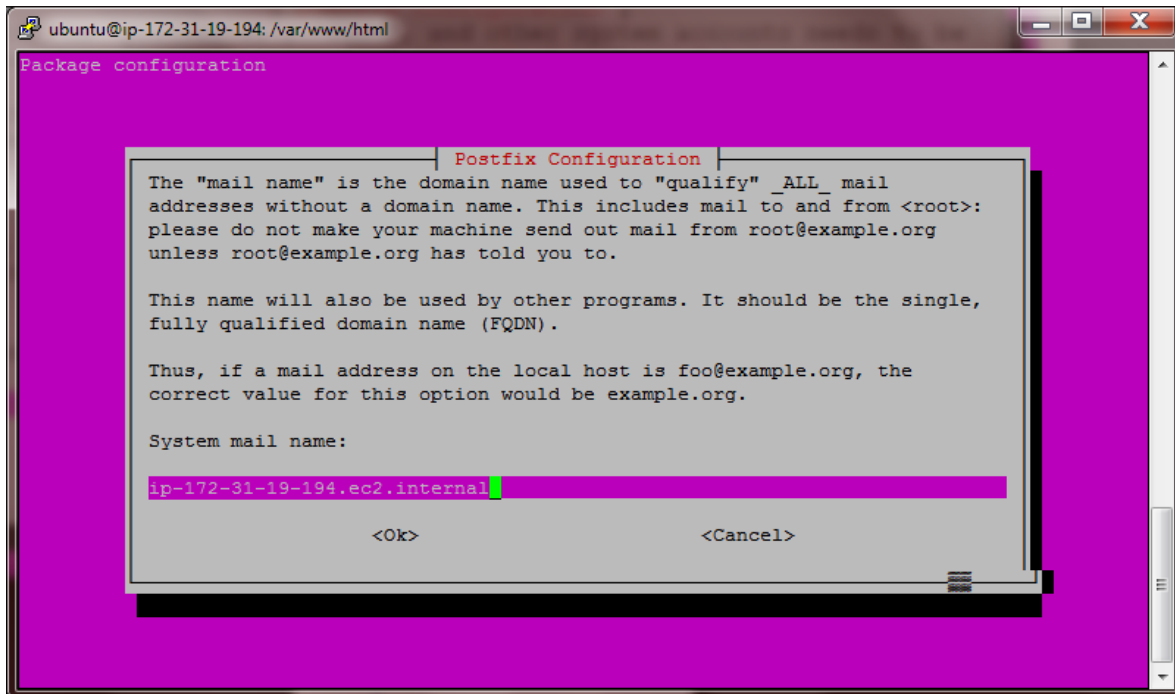 ubuntu@ip-172-31-19-194: /var/www/html
Package configuration
Postfix Configuration
The "mail name" is the domain name used to "qualify" _ALL_ mail
addresses without a domain name. This includes mail to and from <root>:
please do not make your machine send out mail from root@example.org
unless root@example.org has told you to.
This name will also be used by other programs. It should be the single,
fully qualified domain name (FQDN).
Thus, if a mail address on the local host is foo@example.org, the
correct value for this option would be example.org.
System mail name:
ip-172-31-19-194.ec2.internal
<Ok> <Cancel>